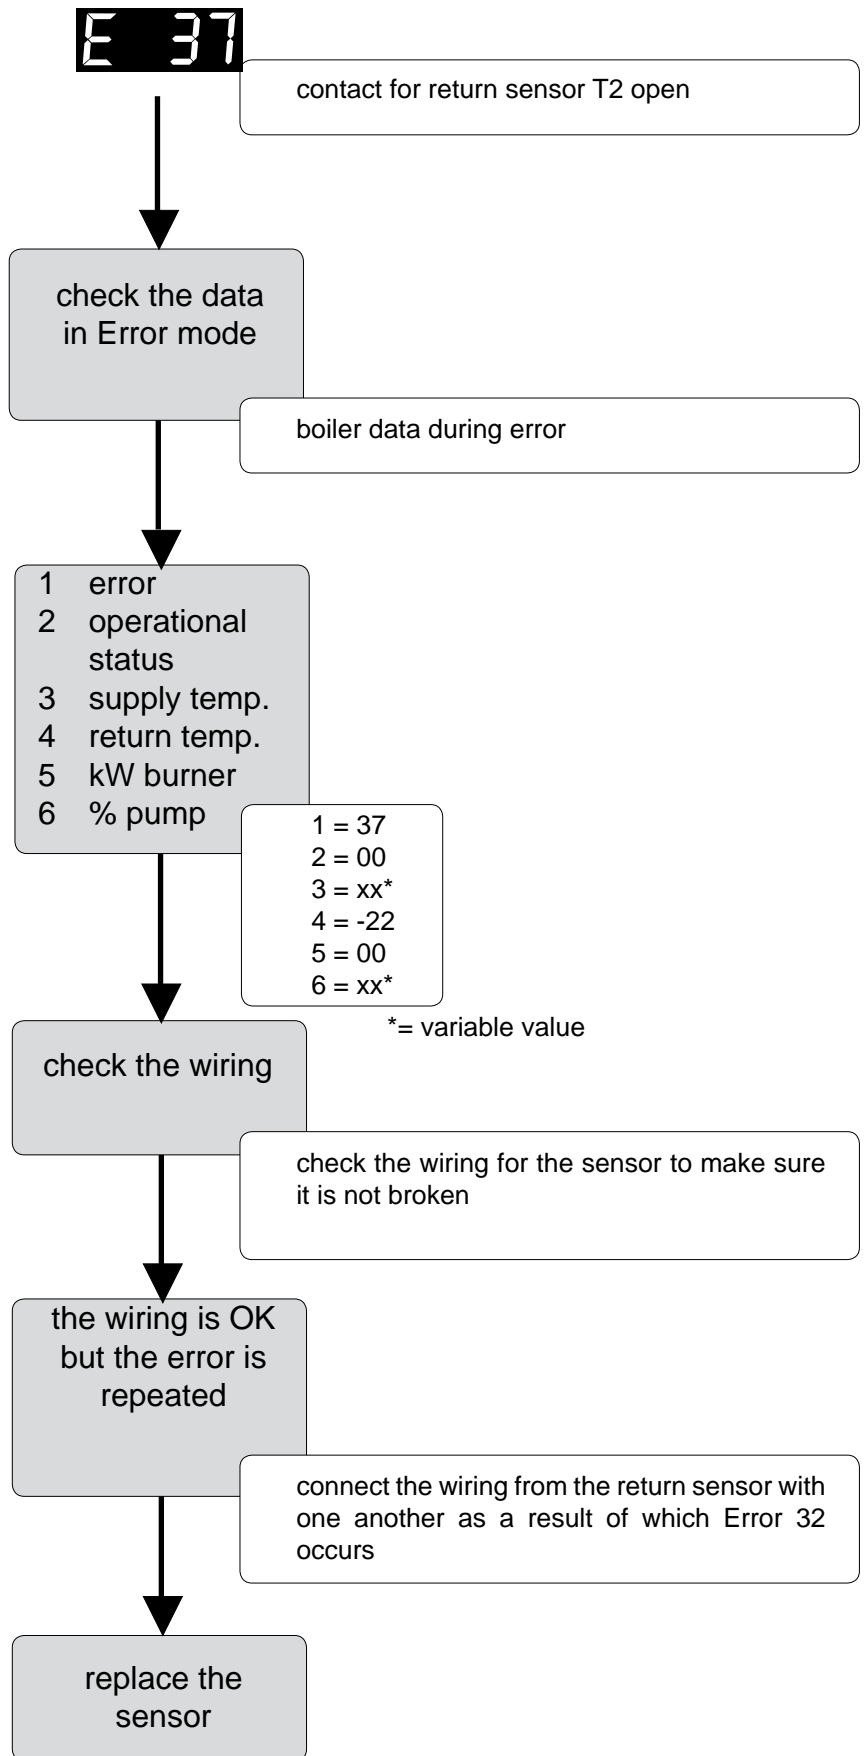 E 37
contact for return sensor T2 open
check the data
in Error mode
boiler data during error
1 error
2 operational
status
3 supply temp.
4 return temp.
5 kW burner
6 % pump
1 = 37
2 = 00
3 = xx*
4 = -22
5 = 00
6 = xx*
*= variable value
check the wiring
check the wiring for the sensor to make sure
it is not broken
the wiring is OK
but the error is
repeated
connect the wiring from the return sensor with
one another as a result of which Error 32
occurs
replace the
sensor